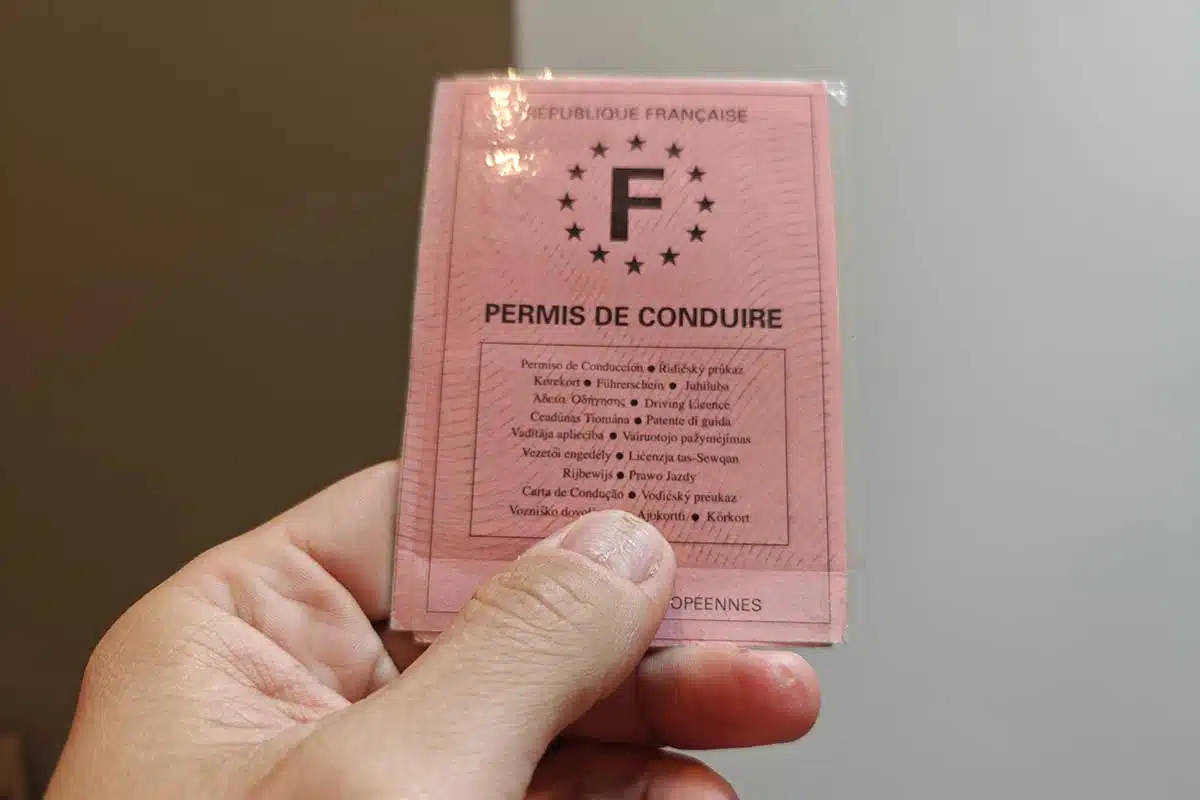 RÉPUBLIQUE FRANÇAISE
F
PERMIS DE CONDUIRE
Permiso de Conduccion ● Řidičský průkaz
Kørekort ● Führerschein ● Juhiluba
Άδεια Οδήγησης ● Driving Licence
Ceadúnas Tiomána ● Patente di guida
Vadītāja apliecība ● Vairuotojo pažymėjimas
Vezetői engedély ● Liċenzja tas-Sewqan
Rijbewijs ● Prawo Jazdy
Carta de Condução ● Vodičský preukaz
Vozniško Ajokortti ● Körkort